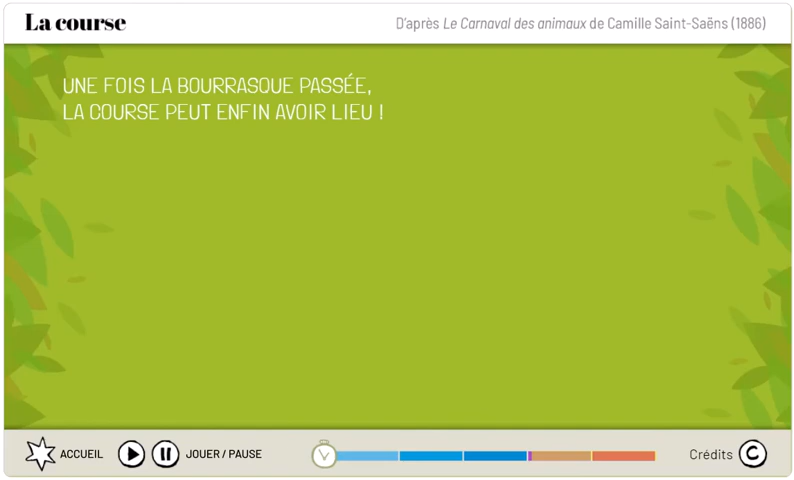 La course
D'après Le Carnaval des animaux de Camille Saint-Saëns (1886)
UNE FOIS LA BOURRASQUE PASSÉE,
LA COURSE PEUT ENFIN AVOIR LIEU !
ACCUEIL
JOUER / PAUSE
Crédits C